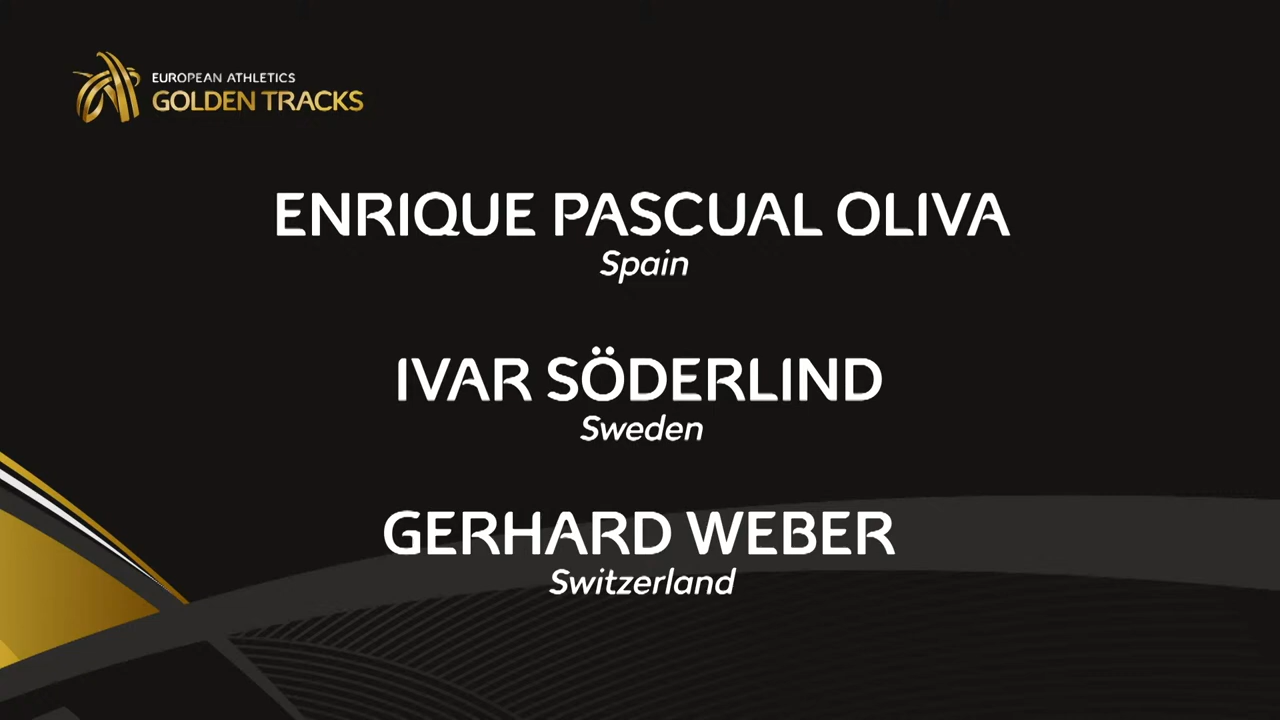 EUROPEAN ATHLETICS
GOLDEN TRACKS
ENRIQUE PASCUAL OLIVA
Spain
IVAR SÖDERLIND
Sweden
GERHARD WEBER
Switzerland